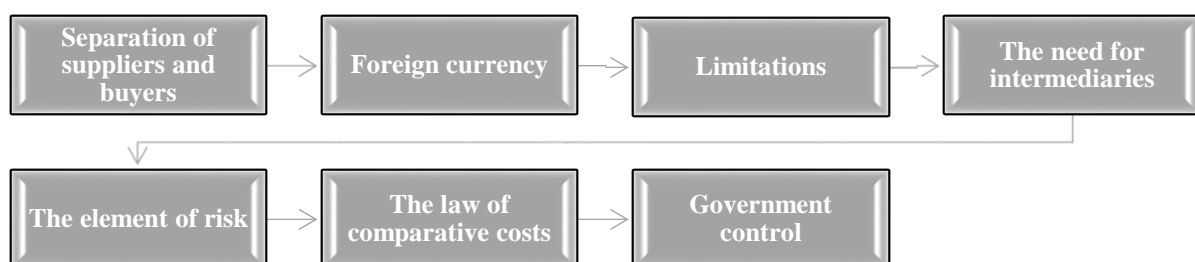 Separation of
suppliers and
buyers
Foreign currency
Limitations
The need for
intermediaries
The element of risk
The law of
comparative costs
Government
control